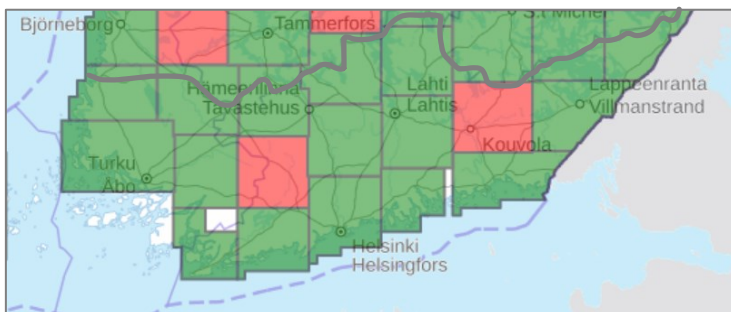 Björneborg
Tammerfors
S:t Michel
Hämeenlinna
Tavastehus
Lahti
Lahtis
Lappeenranta
Villmanstrand
Kouvola
Turku
Åbo
Helsinki
Helsingfors